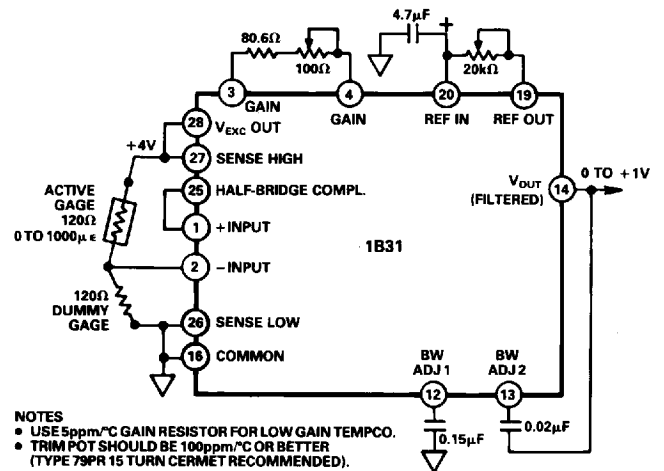 4.7µF
+
80.6Ω
100Ω
20kΩ
3
4
20
19
GAIN
GAIN
REF IN
REF OUT
28
VEXC OUT
+4V
27
SENSE HIGH
25
HALF-BRIDGE COMPL.
1
+INPUT
2
–INPUT
26
SENSE LOW
16
COMMON
ACTIVE
GAGE
120Ω
0 TO 1000µε
120Ω
DUMMY
GAGE
1B31
VOUT
(FILTERED)
14
0 TO +1V
BW
ADJ 1
BW
ADJ 2
12
13
0.15µF
0.02µF
NOTES
• USE 5ppm/°C GAIN RESISTOR FOR LOW GAIN TEMPCO.
• TRIM POT SHOULD BE 100ppm/°C OR BETTER
(TYPE 79PR 15 TURN CERMET RECOMMENDED).